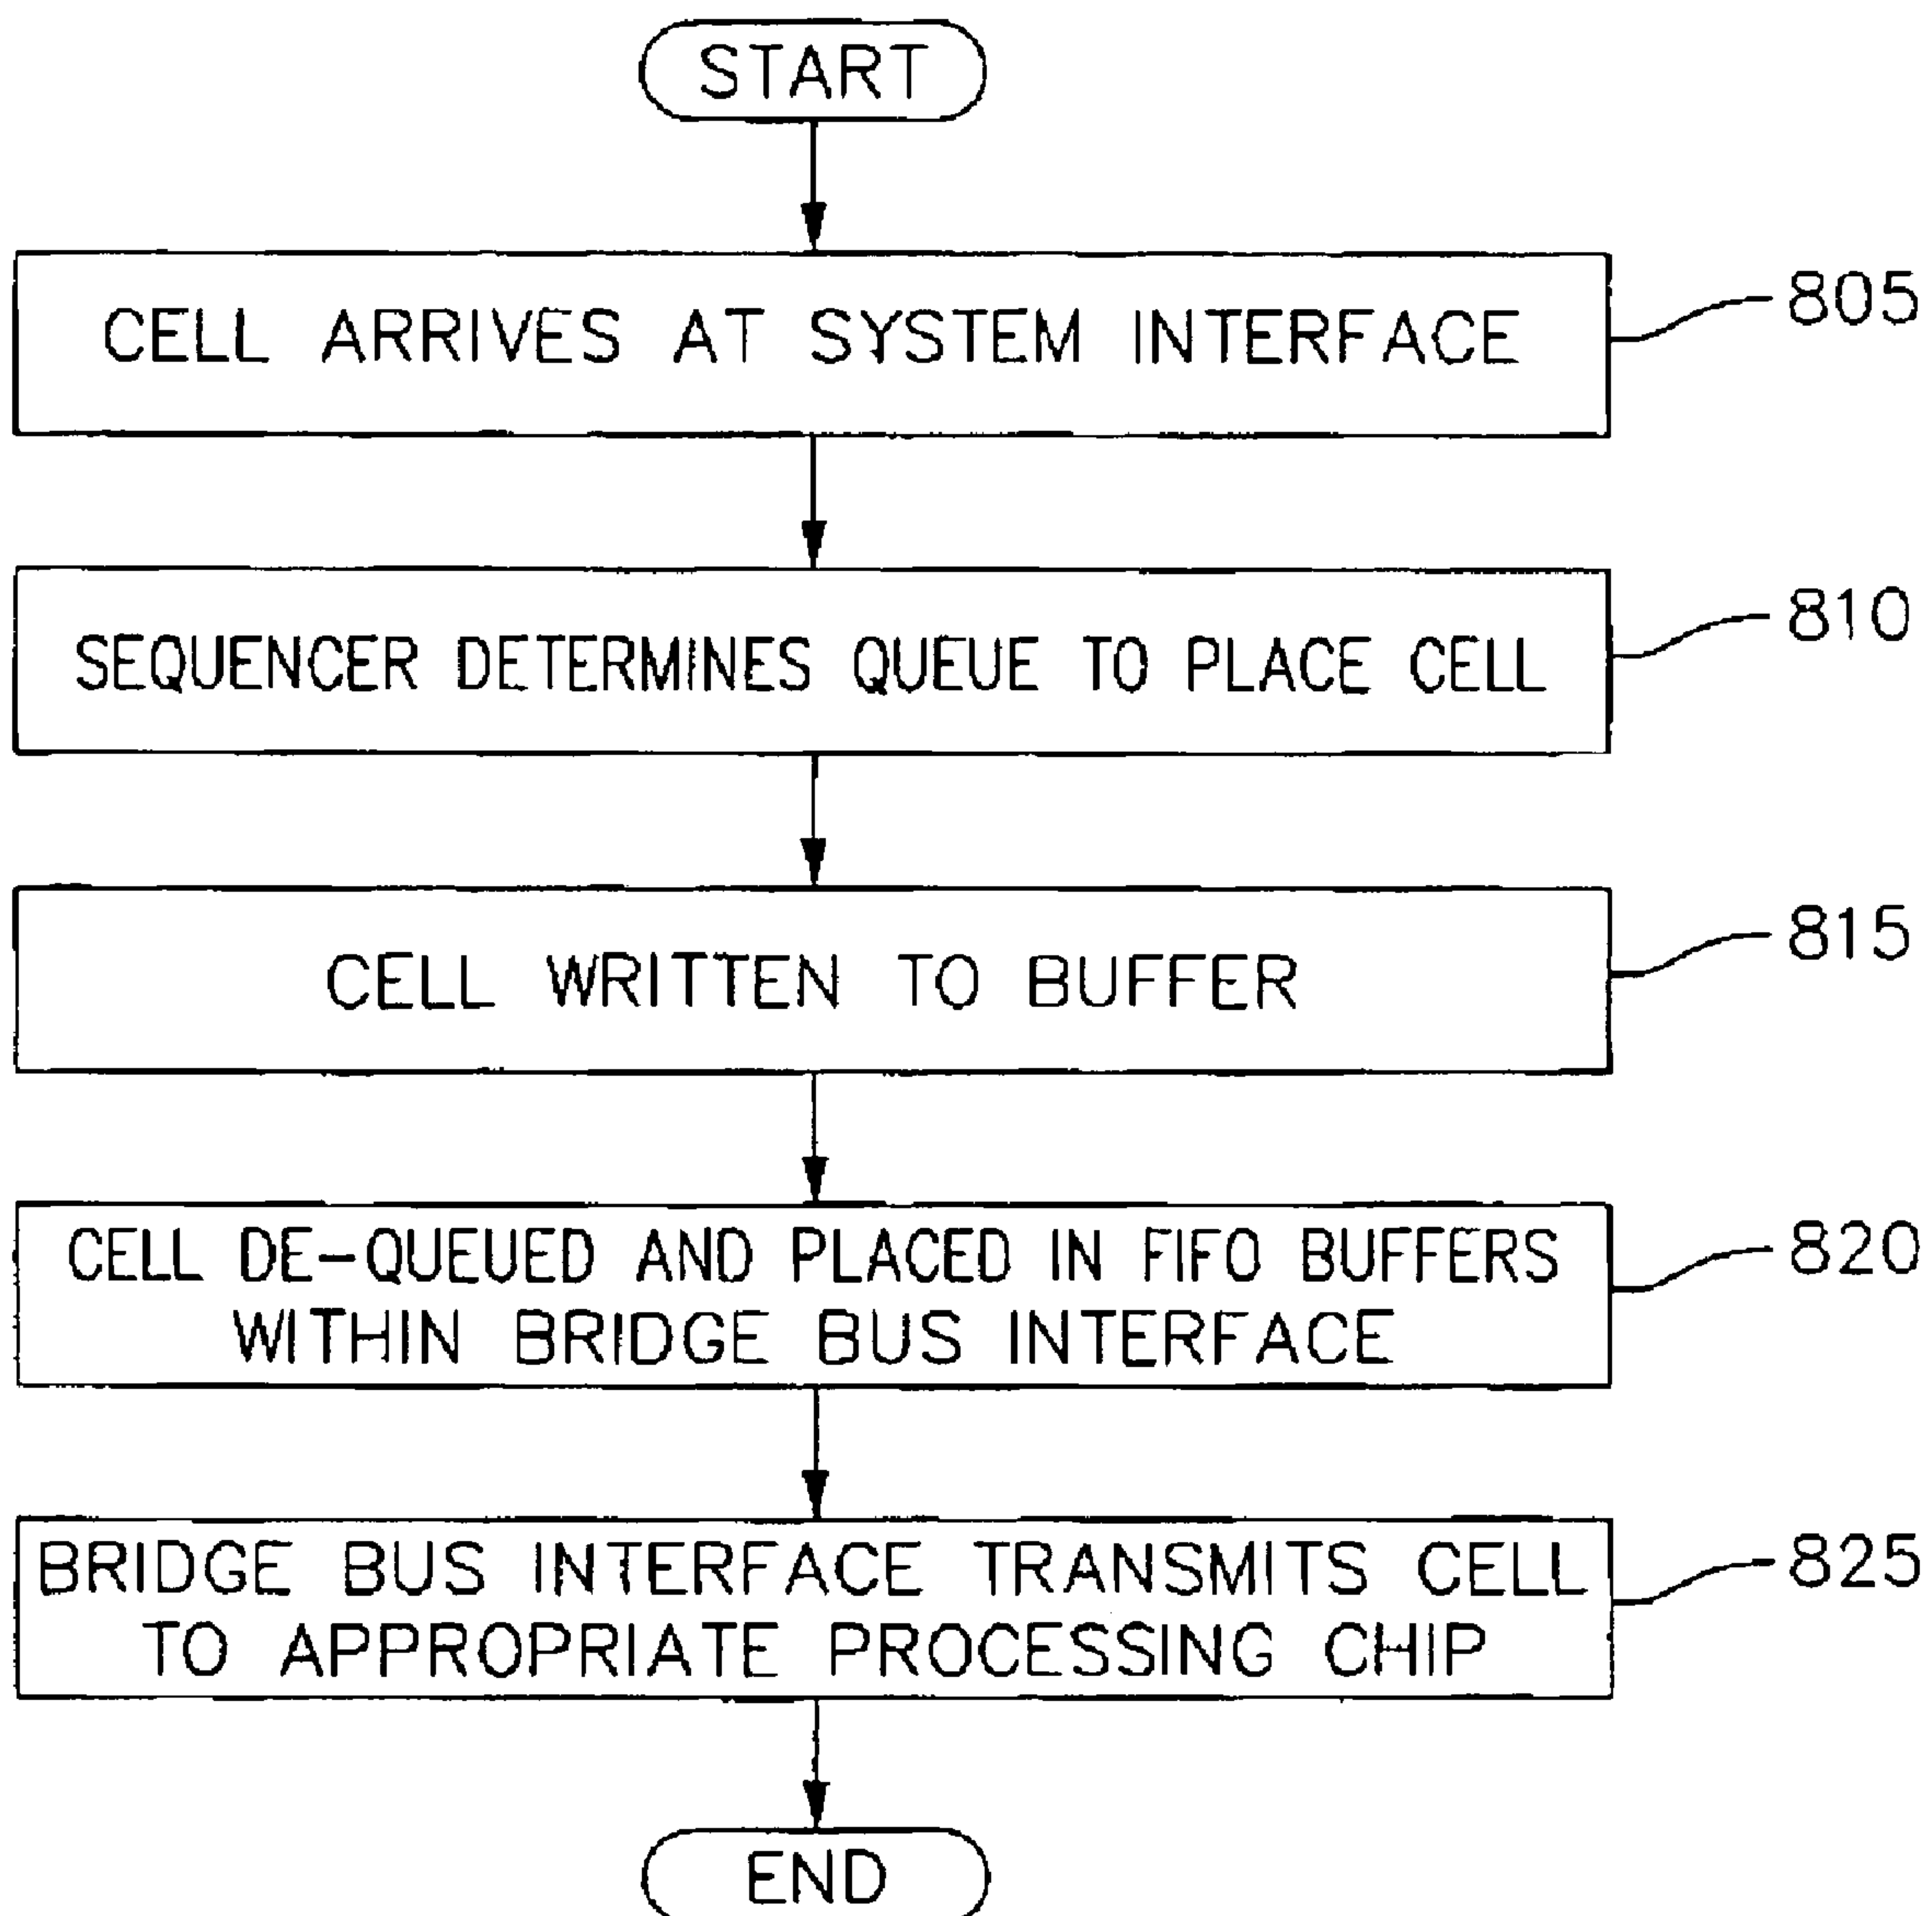 START
CELL ARRIVES AT SYSTEM INTERFACE
805
SEQUENCER DETERMINES QUEUE TO PLACE CELL
810
CELL WRITTEN TO BUFFER
815
CELL DE-QUEUED AND PLACED IN FIFO BUFFERS
WITHIN BRIDGE BUS INTERFACE
820
BRIDGE BUS INTERFACE TRANSMITS CELL
TO APPROPRIATE PROCESSING CHIP
825
END